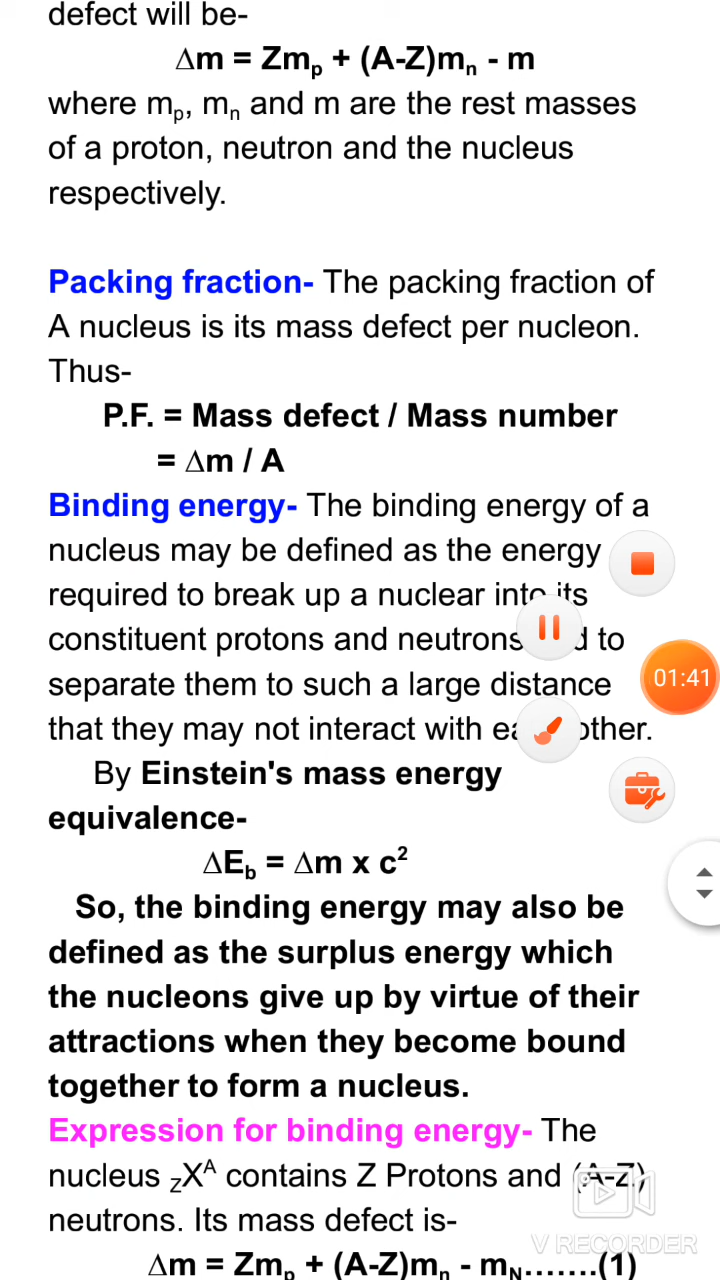 defect will be-
Δm = Zmₚ + (A-Z)mₙ - m
where mₚ, mₙ and m are the rest masses
of a proton, neutron and the nucleus
respectively.
Packing fraction- The packing fraction of
A nucleus is its mass defect per nucleon.
Thus-
P.F. = Mass defect / Mass number
= Δm / A
Binding energy- The binding energy of a
nucleus may be defined as the energy
required to break up a nuclear into its
constituent protons and neutrons to
separate them to such a large distance
01:41
that they may not interact with other.
By Einstein's mass energy
equivalence-
ΔE_b = Δm x c²
So, the binding energy may also be
defined as the surplus energy which
the nucleons give up by virtue of their
attractions when they become bound
together to form a nucleus.
Expression for binding energy- The
nucleus _ZX^A contains Z Protons and (A-Z)
neutrons. Its mass defect is-
V RECORDER
Δm = Zmₚ + (A-Z)mₙ - m_N.......(1)